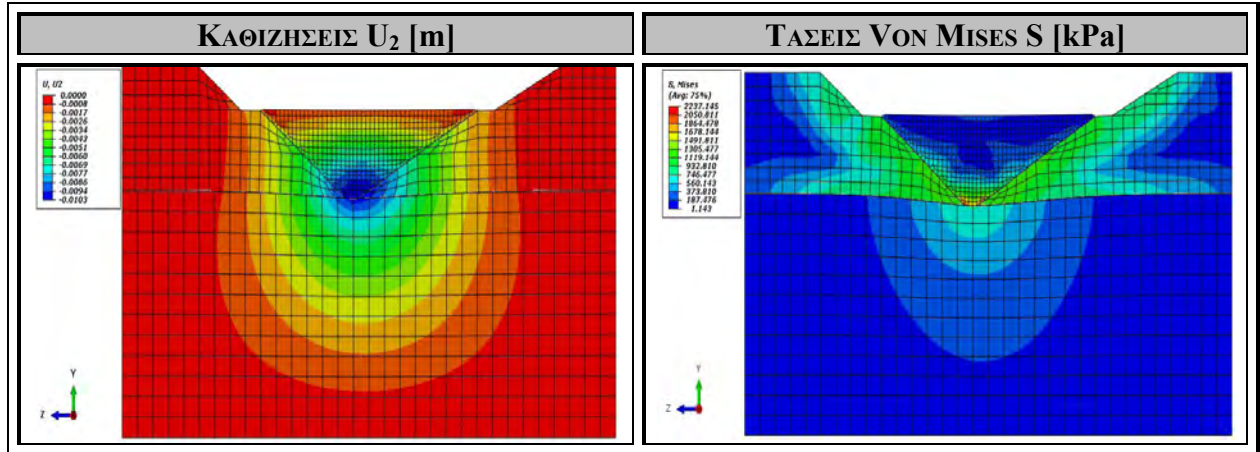 ΚΑΘΙΖΗΣΕΙΣ U₂ [m]
ΤΑΣΕΙΣ VON MISES S [kPa]
U, U2
0.0000
-0.0008
-0.0017
-0.0026
-0.0034
-0.0042
-0.0051
-0.0060
-0.0069
-0.0077
-0.0086
-0.0094
-0.0103
Y
Z
S, Mises
(Avg: 75%)
2237.145
2050.811
1864.478
1678.144
1491.811
1305.477
1119.144
932.810
746.477
560.143
373.810
187.476
1.143
Y
Z